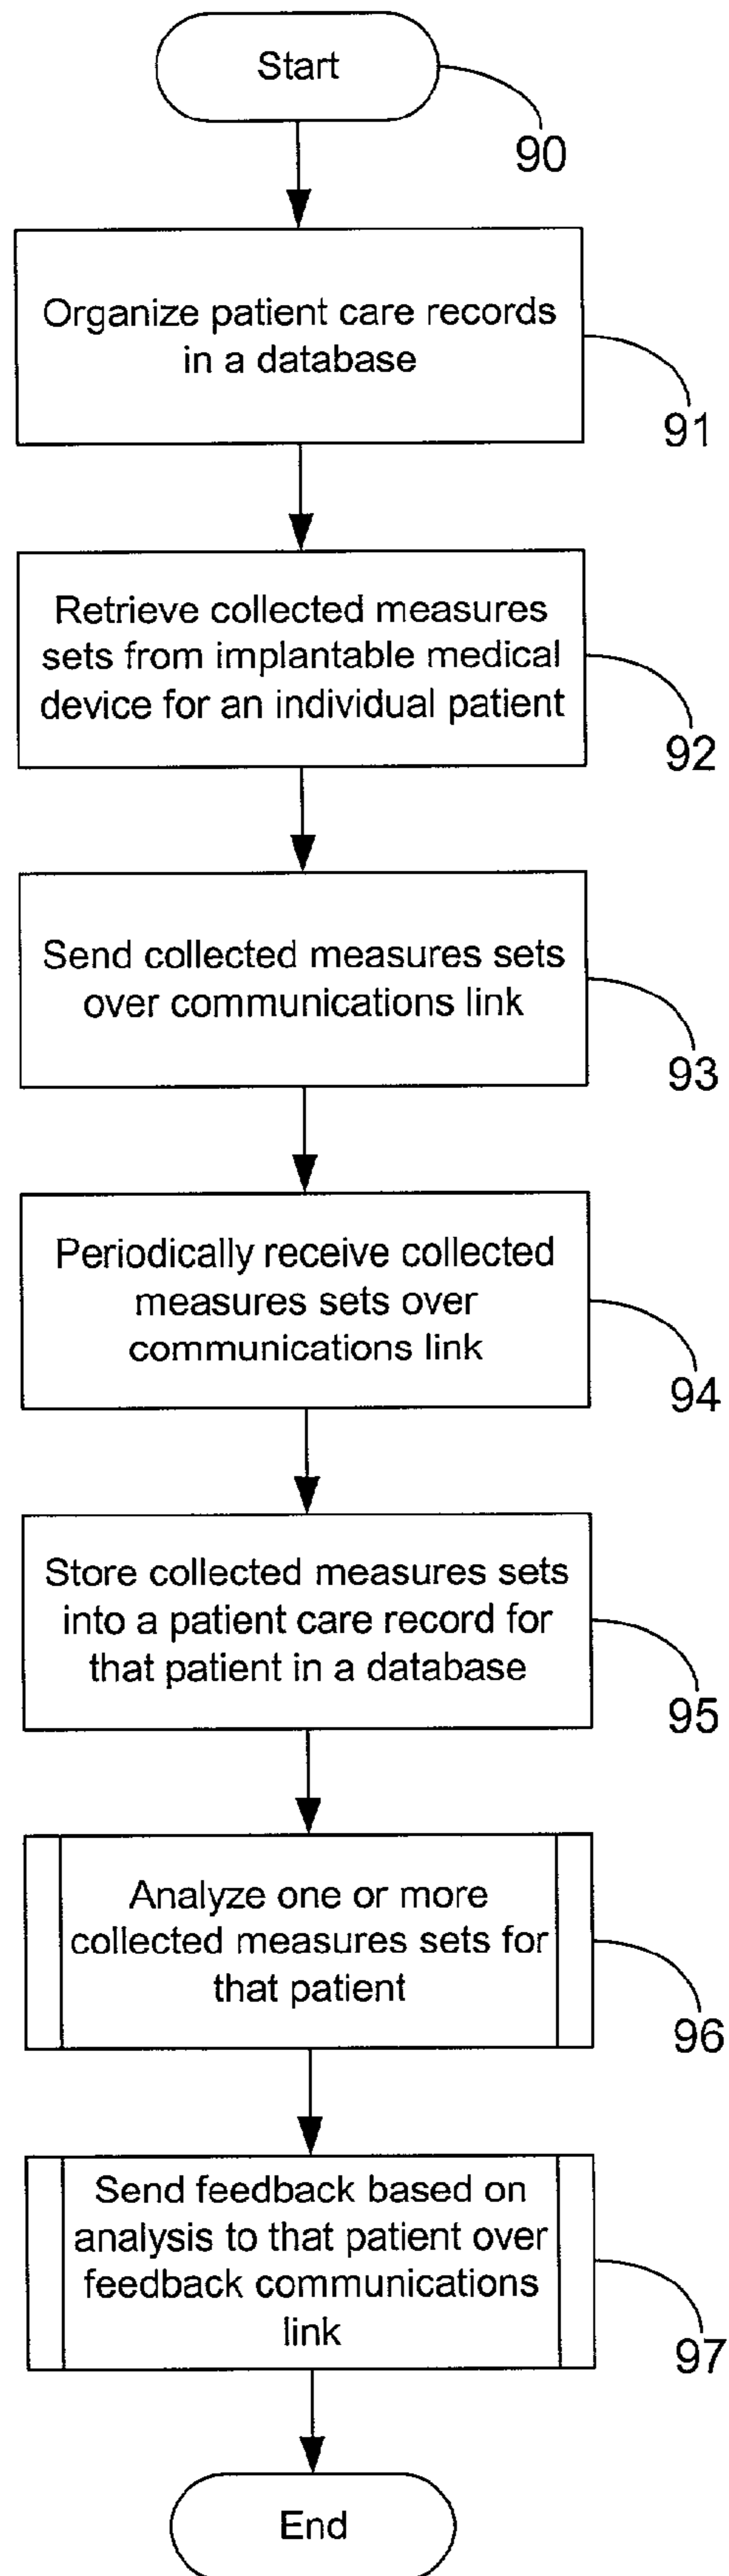 Start
90
Organize patient care records
in a database
91
Retrieve collected measures
sets from implantable medical
device for an individual patient
92
Send collected measures sets
over communications link
93
Periodically receive collected
measures sets over
communications link
94
Store collected measures sets
into a patient care record for
that patient in a database
95
Analyze one or more
collected measures sets for
that patient
96
Send feedback based on
analysis to that patient over
feedback communications
link
97
End